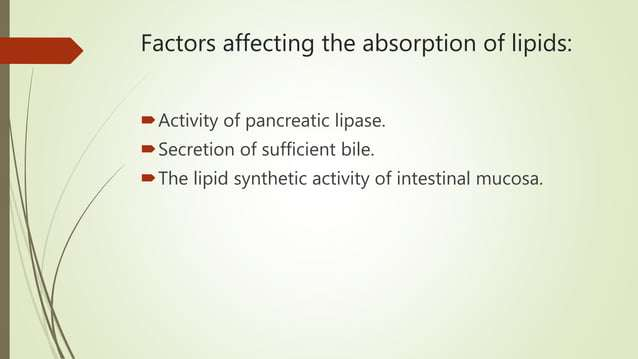 Factors affecting the absorption of lipids:
Activity of pancreatic lipase.
Secretion of sufficient bile.
The lipid synthetic activity of intestinal mucosa.